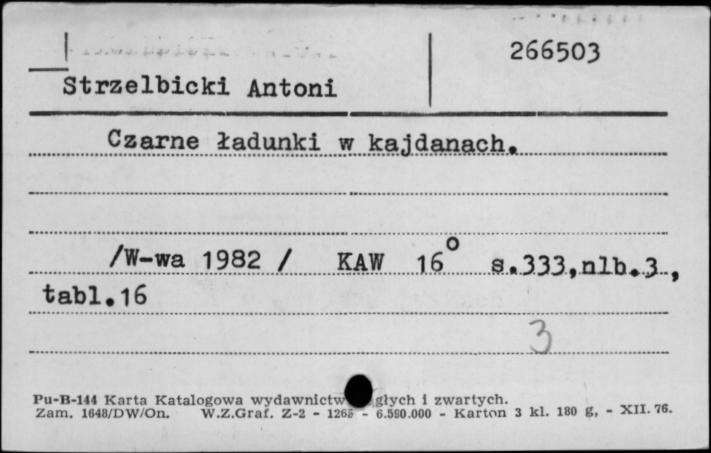 266503
Strzelbicki Antoni
Czarne ładunki w kajdanach.
/W-wa 1982 / KAW 16° s.333,nlb.3.,
tabl.16
3
Pu-B-144 Karta Katalogowa wydawnictw głych i zwartych.
Zam. 1648/DW/On. W.Z.Graf. Z-2 - 126 - 6.590.000 - Karton 3 kl. 180 g, - XII. 76.